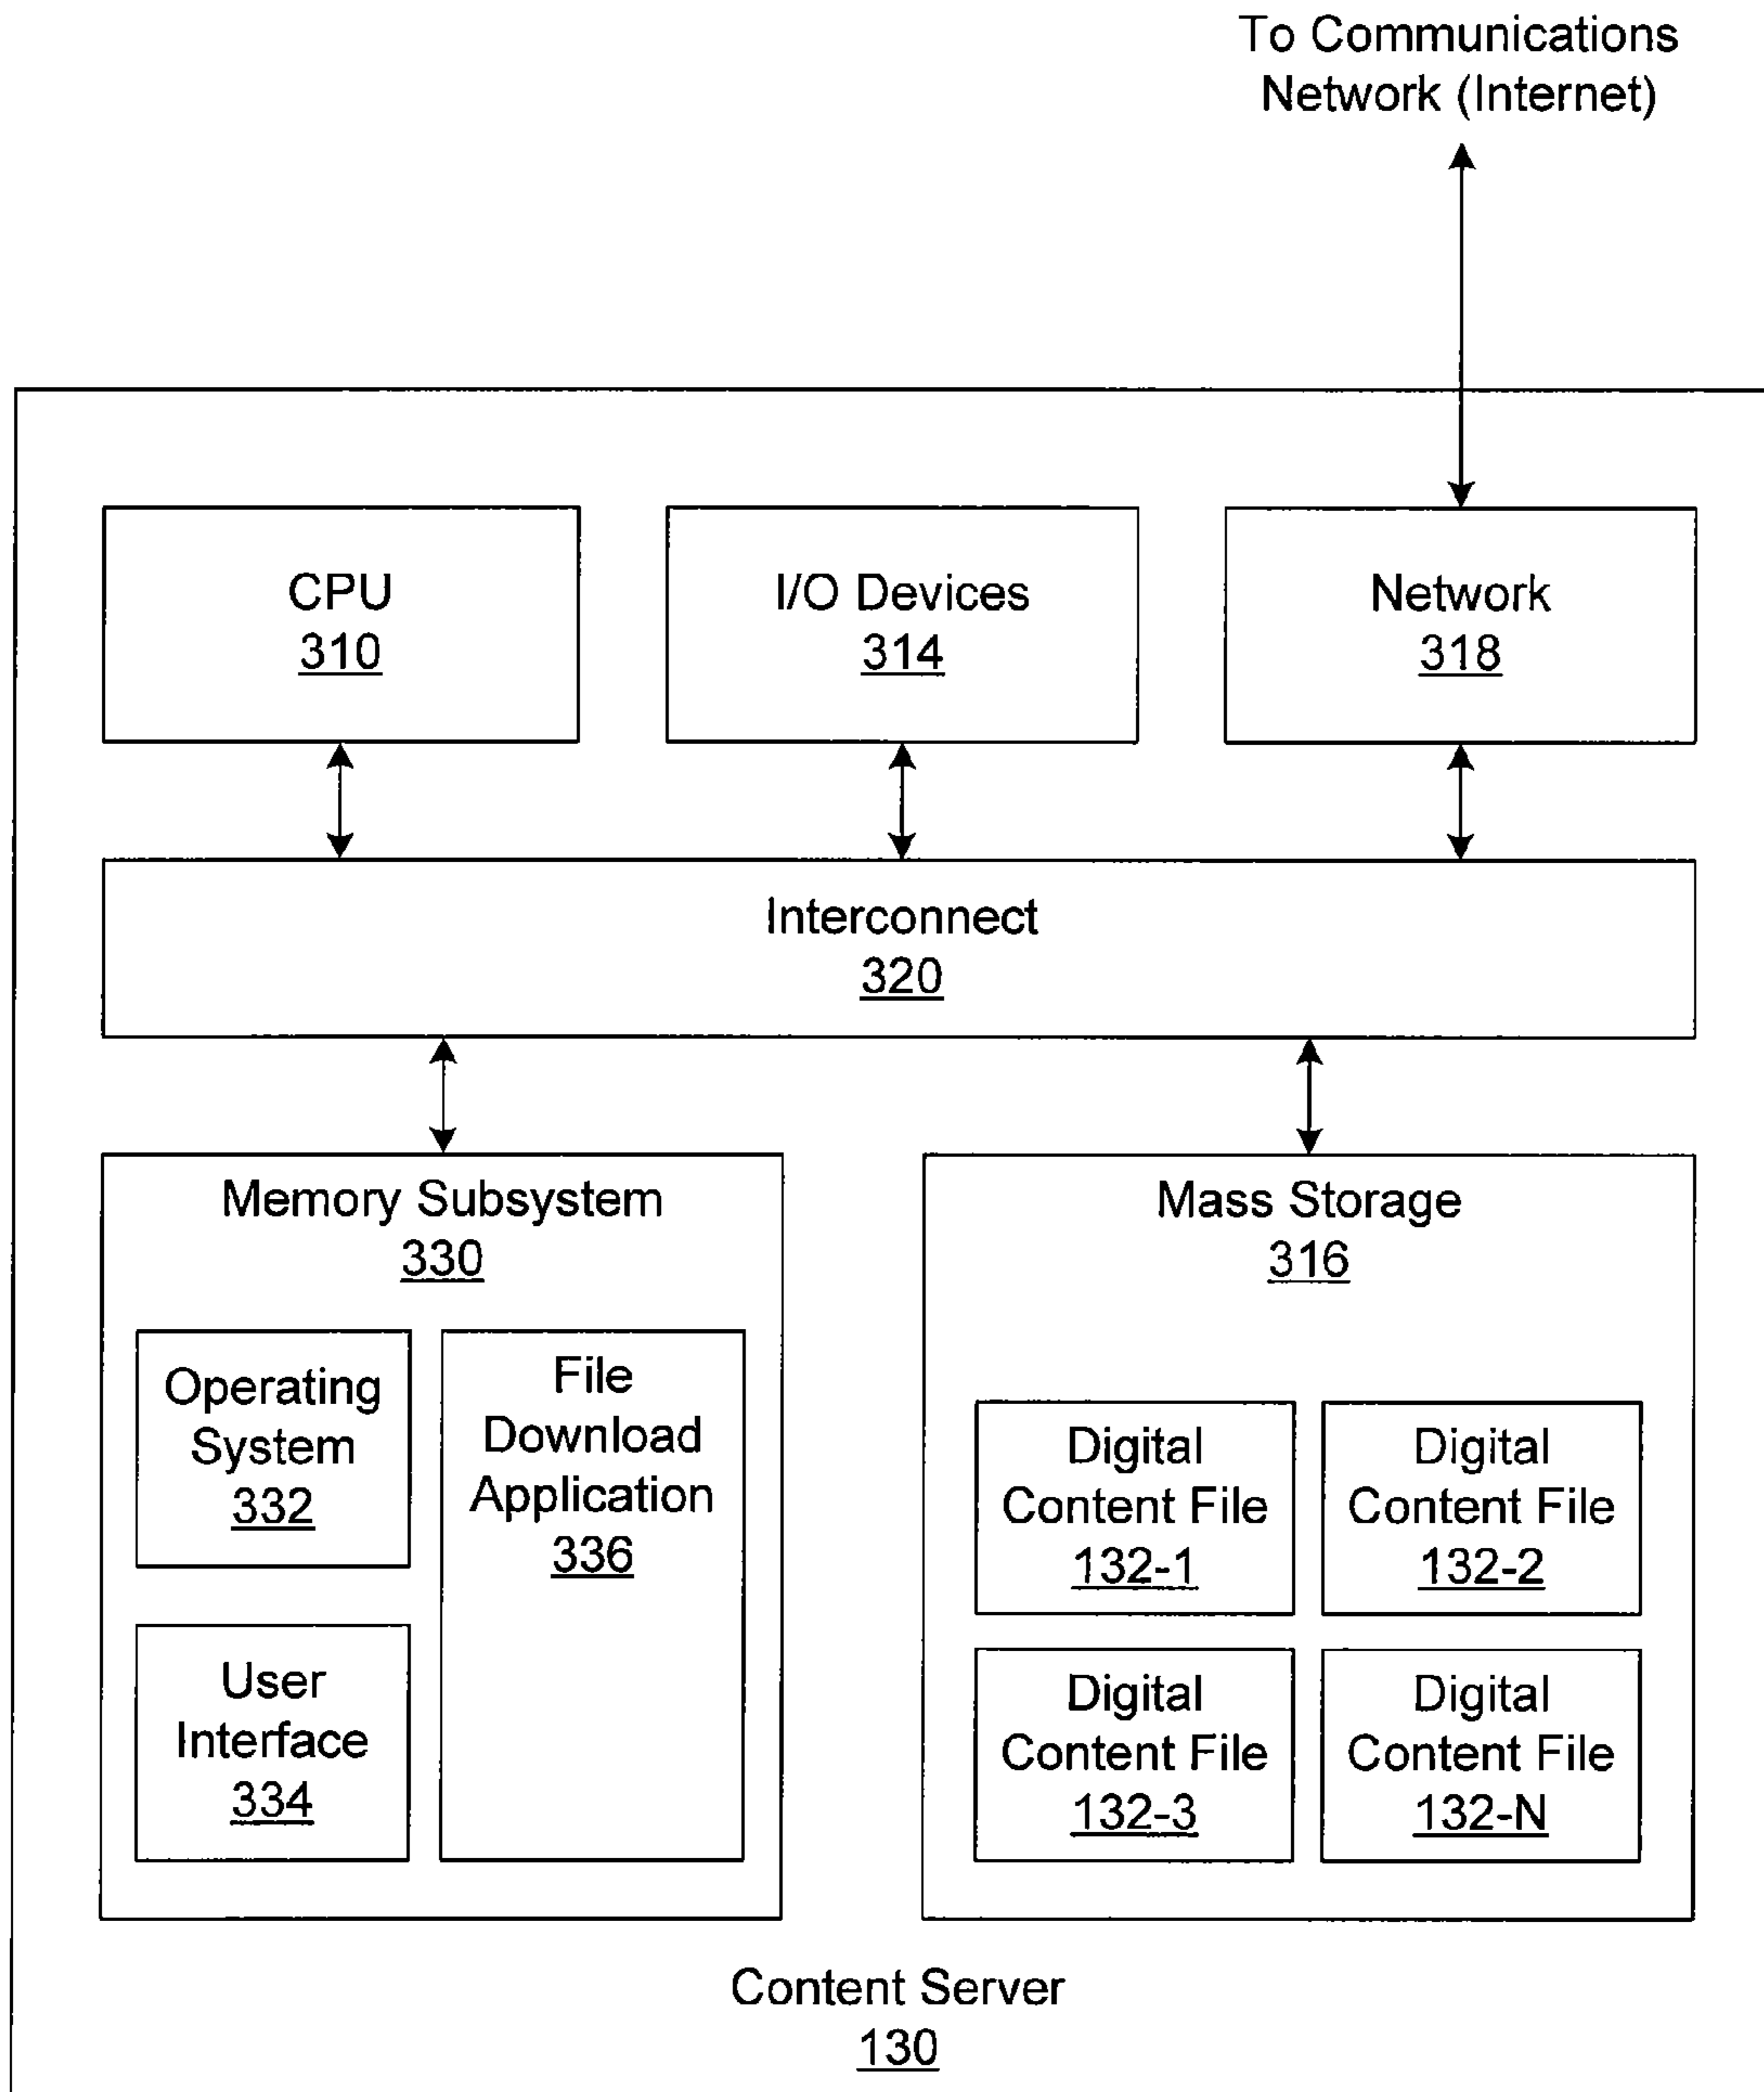 To Communications
Network (Internet)
CPU
310
I/O Devices
314
Network
318
Interconnect
320
Memory Subsystem
330
Operating
System
332
File
Download
Application
336
User
Interface
334
Mass Storage
316
Digital
Content File
132-1
Digital
Content File
132-2
Digital
Content File
132-3
Digital
Content File
132-N
Content Server
130